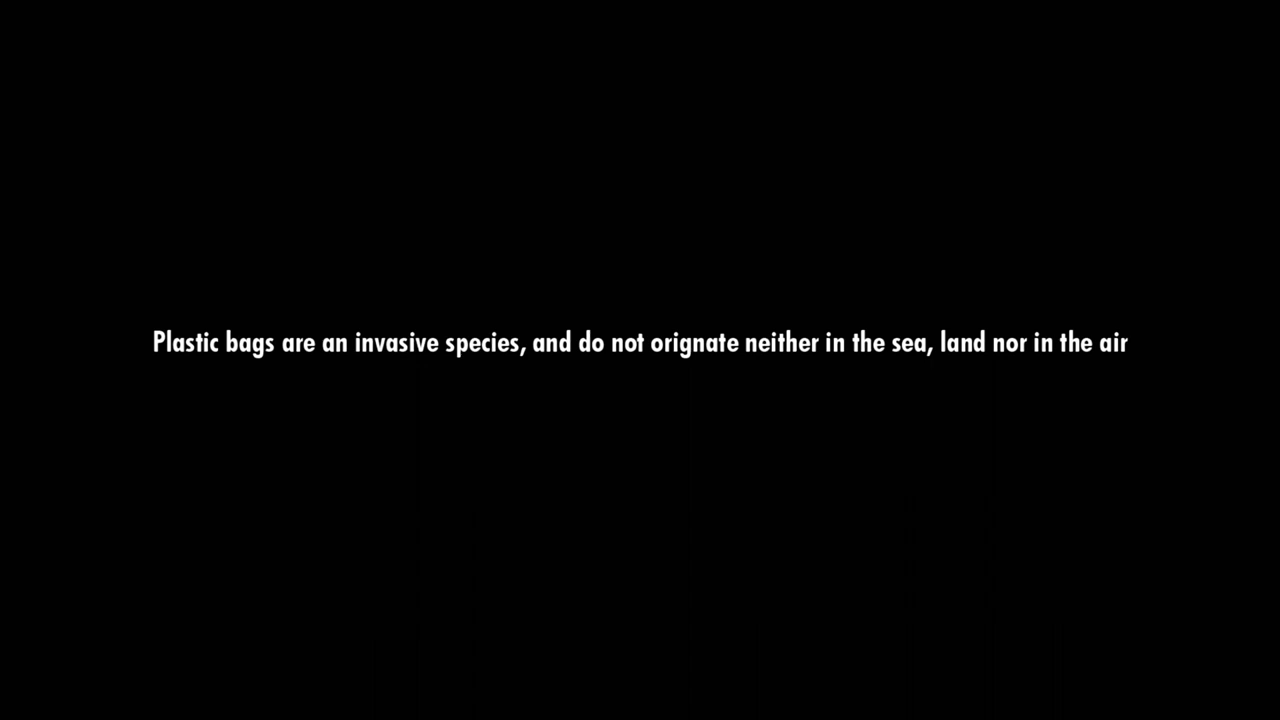 Plastic bags are an invasive species, and do not orignate neither in the sea, land nor in the air